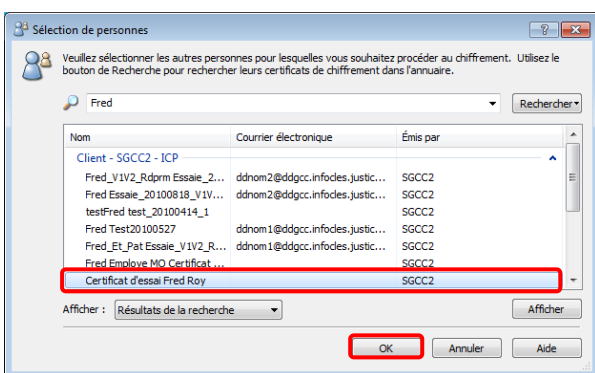 Sélection de personnes
Veuillez sélectionner les autres personnes pour lesquelles vous souhaitez procéder au chiffrement. Utilisez le
bouton de Recherche pour rechercher leurs certificats de chiffrement dans l'annuaire.
Fred Rechercher
Nom Courrier électronique Émis par
Client - SGCC2 - ICP
Fred_V1V2_Rdprm Essaie_2... ddnom2@ddgcc.infocles.justic... SGCC2
Fred Essaie_20100818_V1V... ddnom2@ddgcc.infocles.justic... SGCC2
testFred test_20100414_1 SGCC2
Fred Test20100527 ddnom1@ddgcc.infocles.justic... SGCC2
Fred_Et_Pat Essaie_V1V2_R... ddnom1@ddgcc.infocles.justic... SGCC2
Fred Employe MO Certificat ... SGCC2
Certificat d'essai Fred Roy SGCC2
Afficher : Résultats de la recherche Afficher
OK Annuler Aide